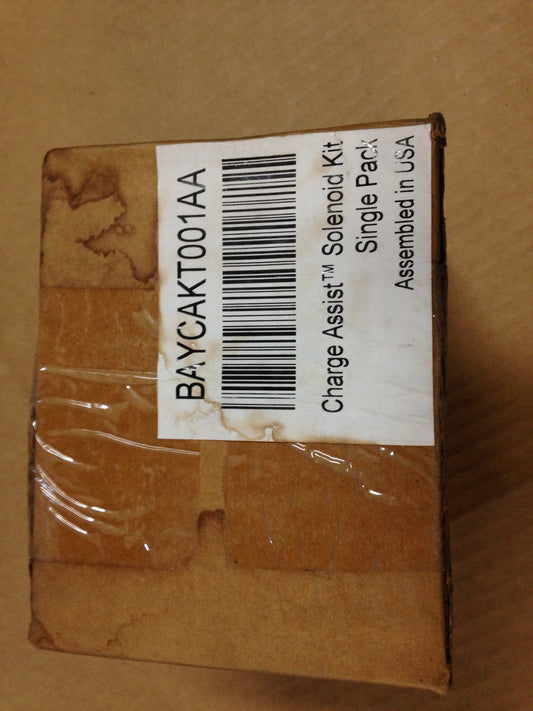 BAYCAKT001AA
Charge Assist™ Solenoid Kit
Single Pack
Assembled in USA